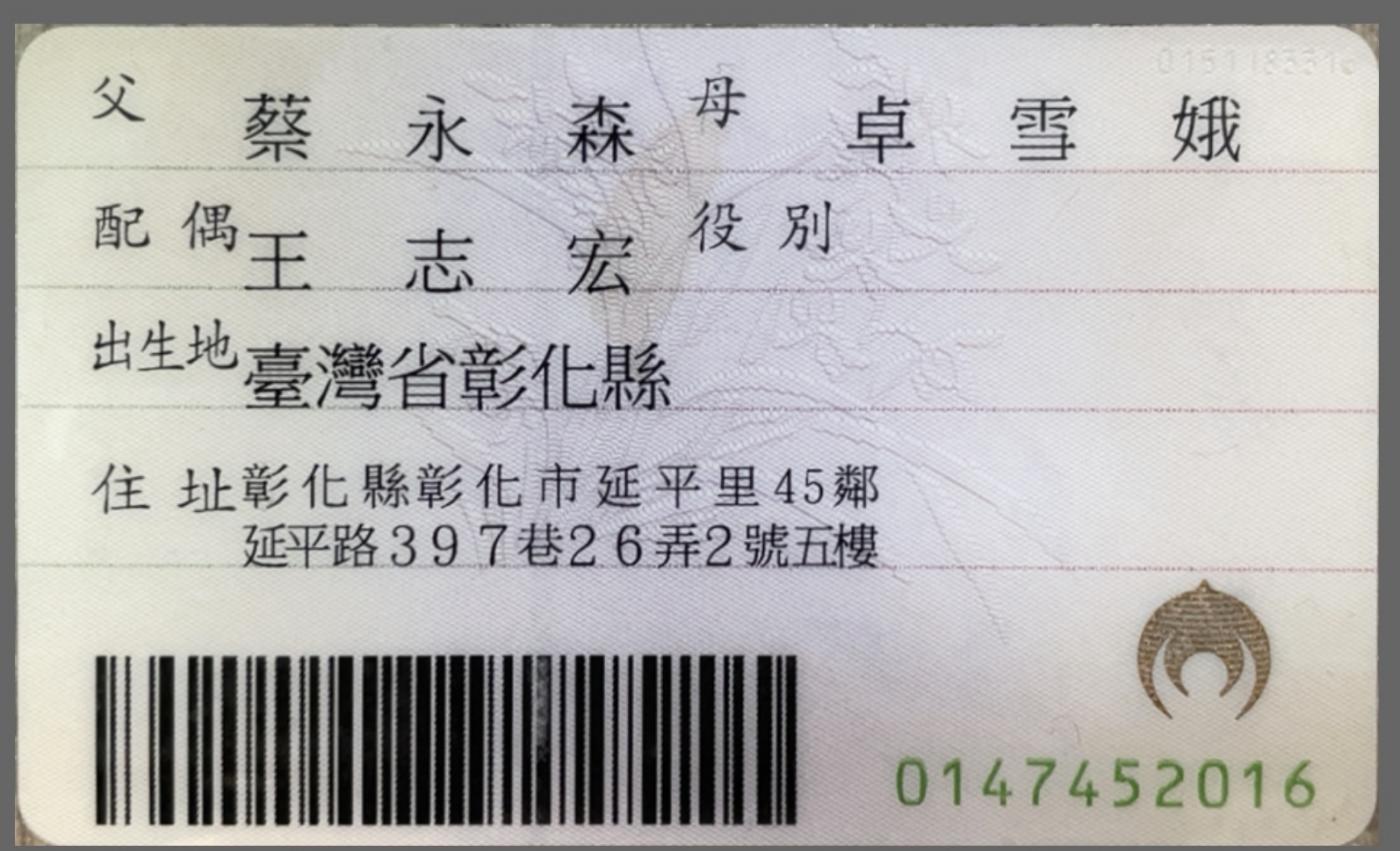 父 蔡永森 母 卓雪娥
配偶 王志宏 役別
出生地 臺灣省彰化縣
住址 彰化縣彰化市延平里45鄰
延平路397巷26弄2號五樓
0147452016